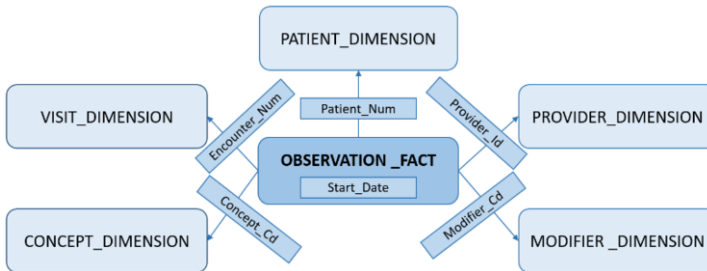 PATIENT_DIMENSION
VISIT_DIMENSION
Encounter_Num
Patient_Num
Provider_Id
PROVIDER_DIMENSION
OBSERVATION _FACT
Start_Date
CONCEPT_DIMENSION
Concept_Cd
Modifier_Cd
MODIFIER _DIMENSION